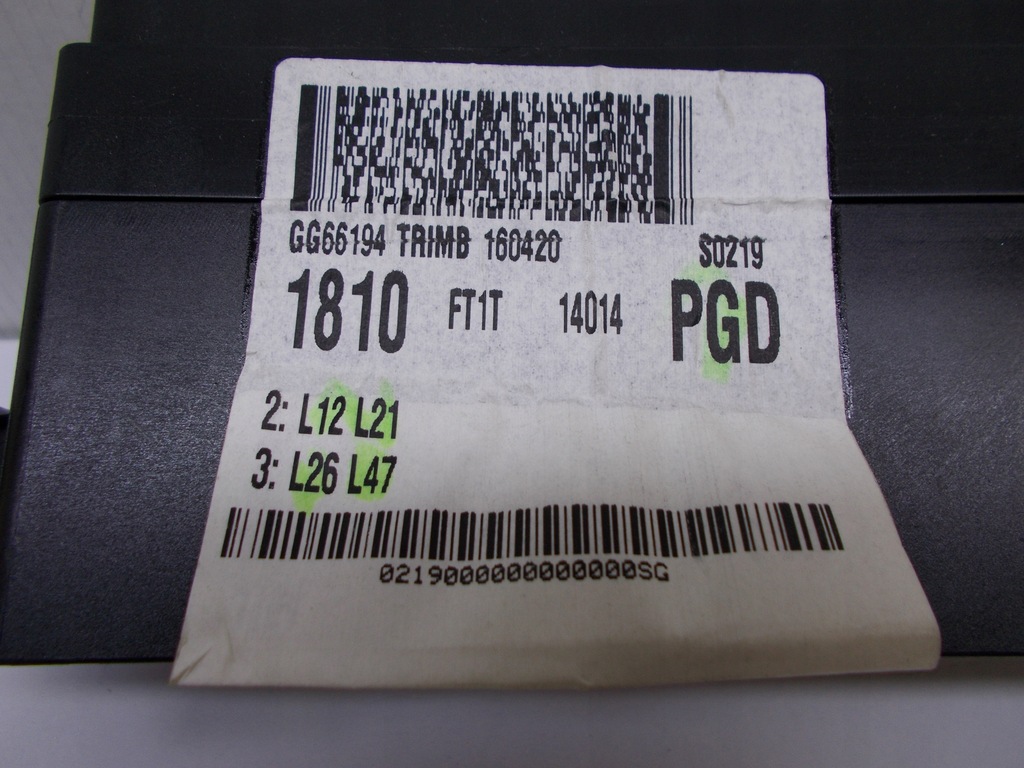 GG66194 TRIMB 160420 S0219
1810 FT1T 14014 PGD
2: L12 L21
3: L26 L47
0219000000000000SG